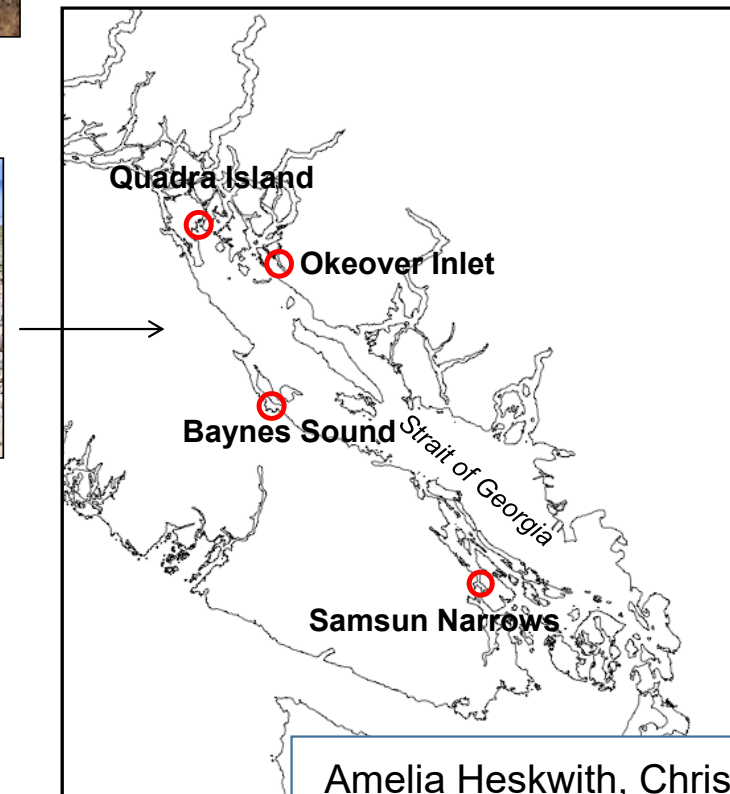 Quadra Island
Okeover Inlet
Baynes Sound
Strait of Georgia
Samsun Narrows
Amelia Heskwith, Chris